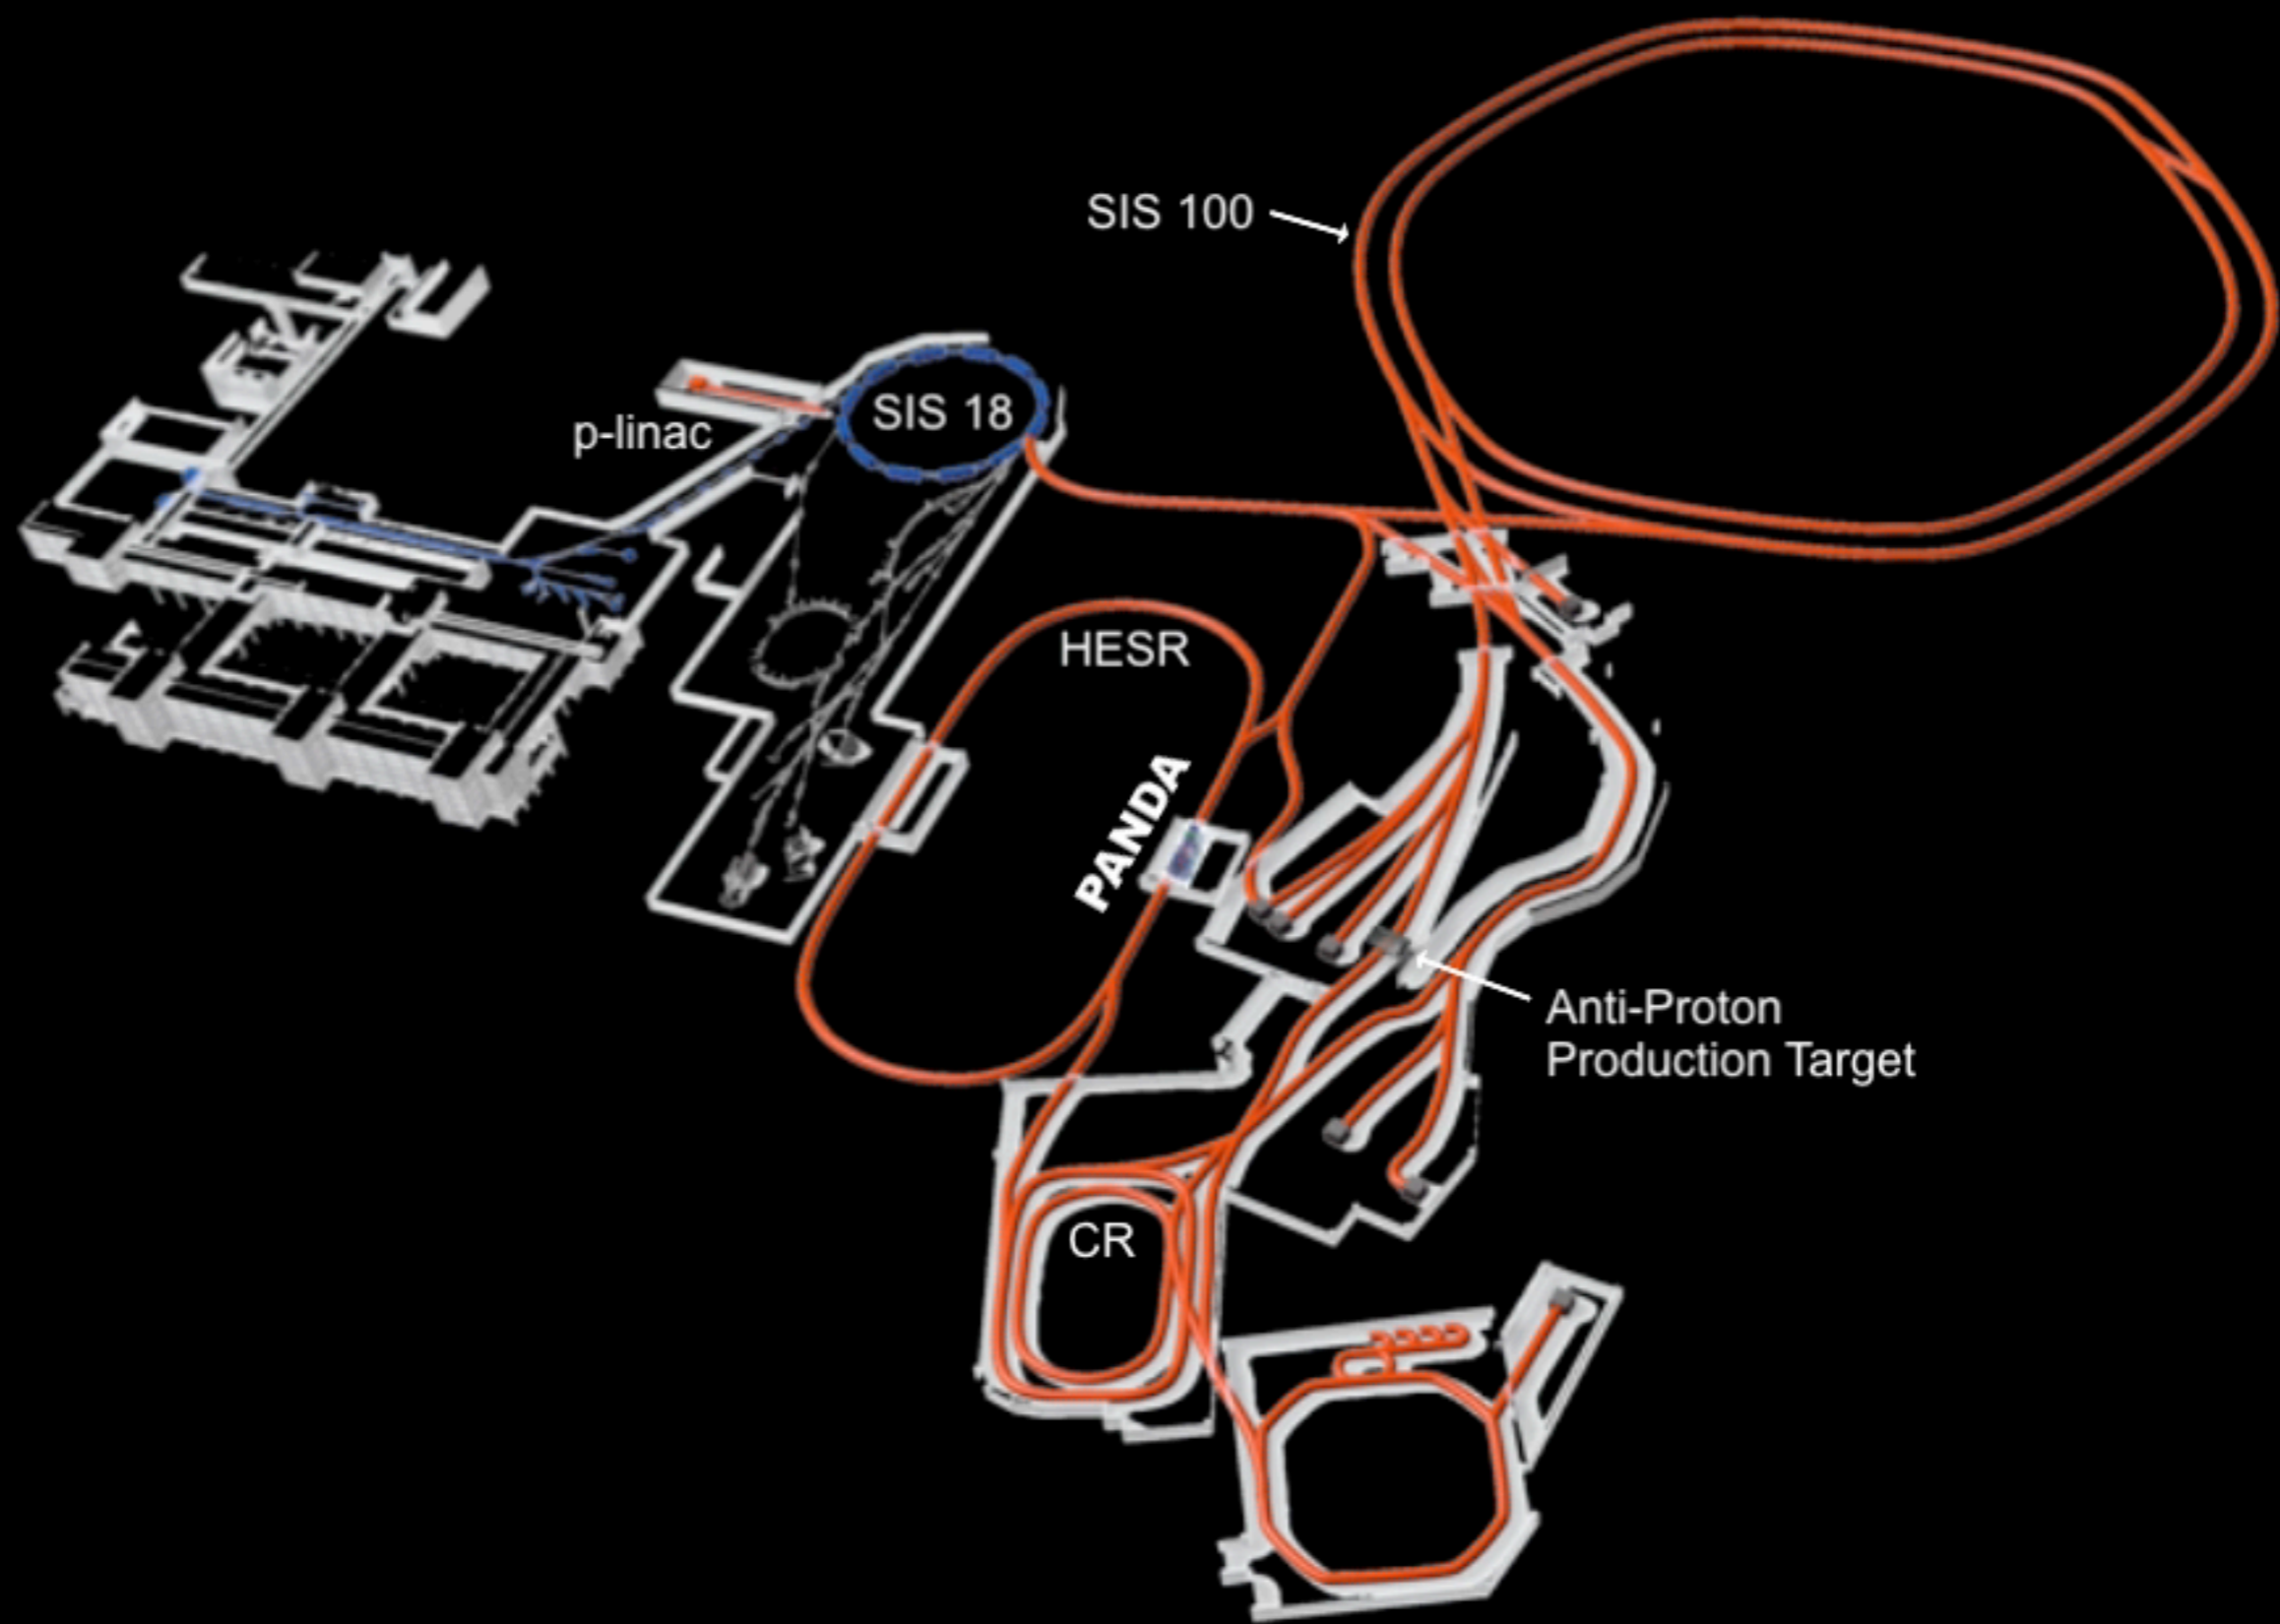 SIS 100
SIS 18
p-linac
HESR
PANDA
Anti-Proton
Production Target
CR